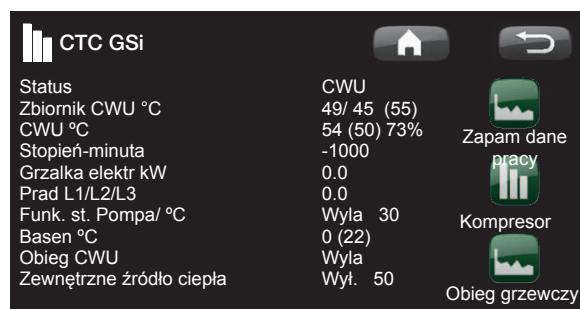 CTC GSi
Status CWU
Zbiornik CWU °C 49/ 45 (55)
CWU ºC 54 (50) 73%
Stopień-minuta -1000
Grzalka elektr kW 0.0
Prad L1/L2/L3 0.0
Funk. st. Pompa/ ºC Wyla 30
Basen ºC 0 (22)
Obieg CWU Wyla
Zewnętrzne źródło ciepła Wył. 50
Zapam dane
pracy
Kompresor
Obieg grzewczy